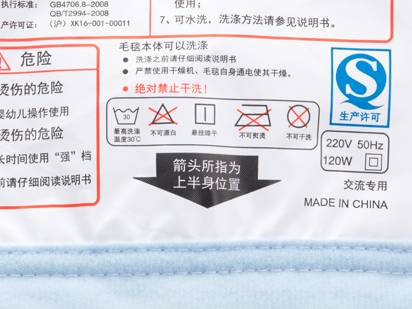 执行标准: GB4706.8-2008
QB/T2994-2008
生产许可证: (沪) XK16-001-00011
使用;
7、可水洗，洗涤方法请参见说明书。
危险
烫伤的危险
婴幼儿操作使用
烫伤的危险
长时间使用“强”档
前请仔细阅读说明书
毛毯本体可以洗涤
● 洗涤之前请仔细阅读说明书
● 严禁使用干燥机、毛毯自身通电使其干燥。
● 绝对禁止干洗!
30
最高洗涤温度30℃
不可漂白
悬挂晾干
不可熨烫
不可干洗
箭头所指为
上半身位置
QS
生产许可
220V 50Hz
120W
交流专用
MADE IN CHINA